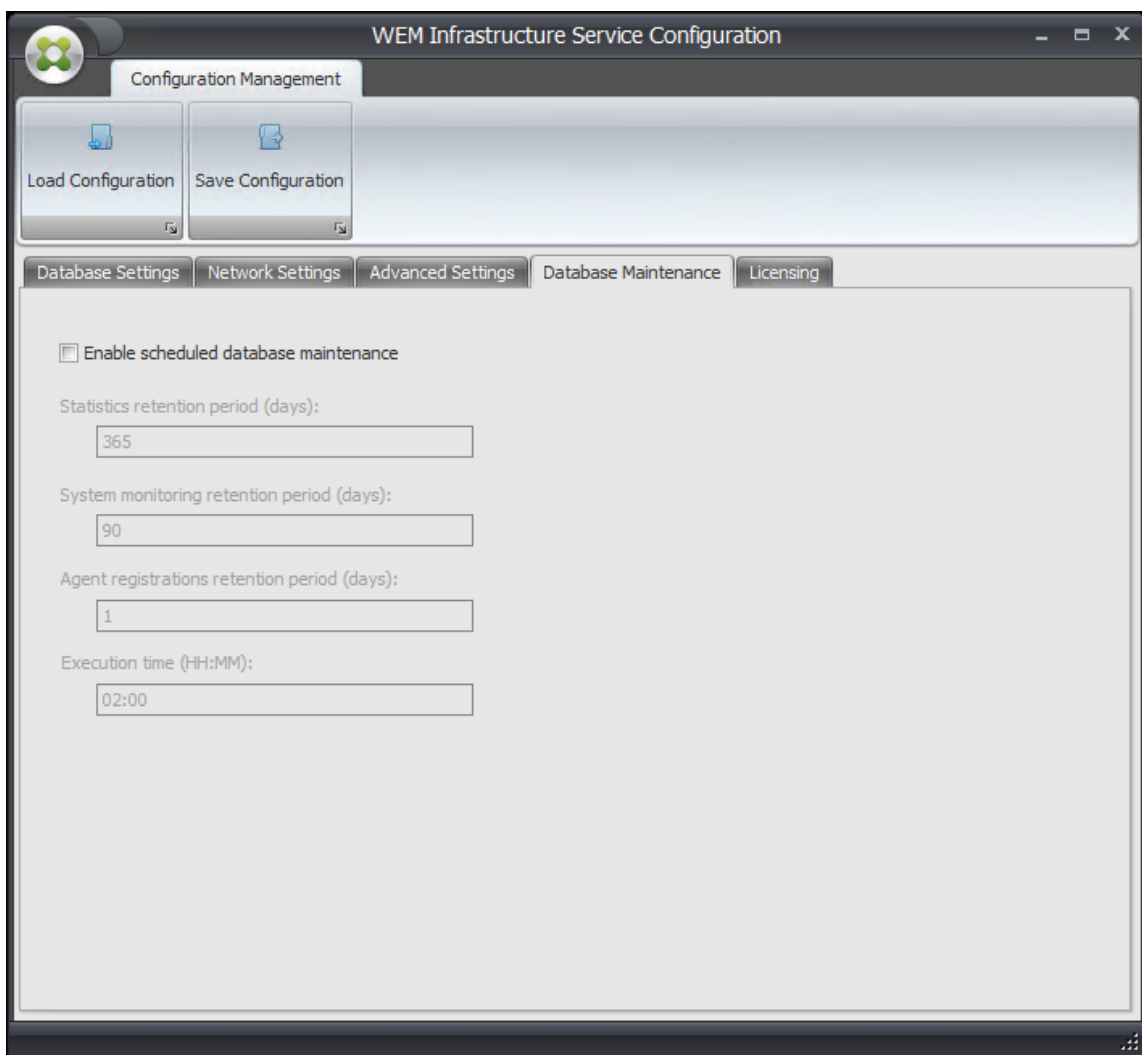 WEM Infrastructure Service Configuration
Configuration Management
Load Configuration
Save Configuration
Database Settings
Network Settings
Advanced Settings
Database Maintenance
Licensing
Enable scheduled database maintenance
Statistics retention period (days):
365
System monitoring retention period (days):
90
Agent registrations retention period (days):
1
Execution time (HH:MM):
02:00